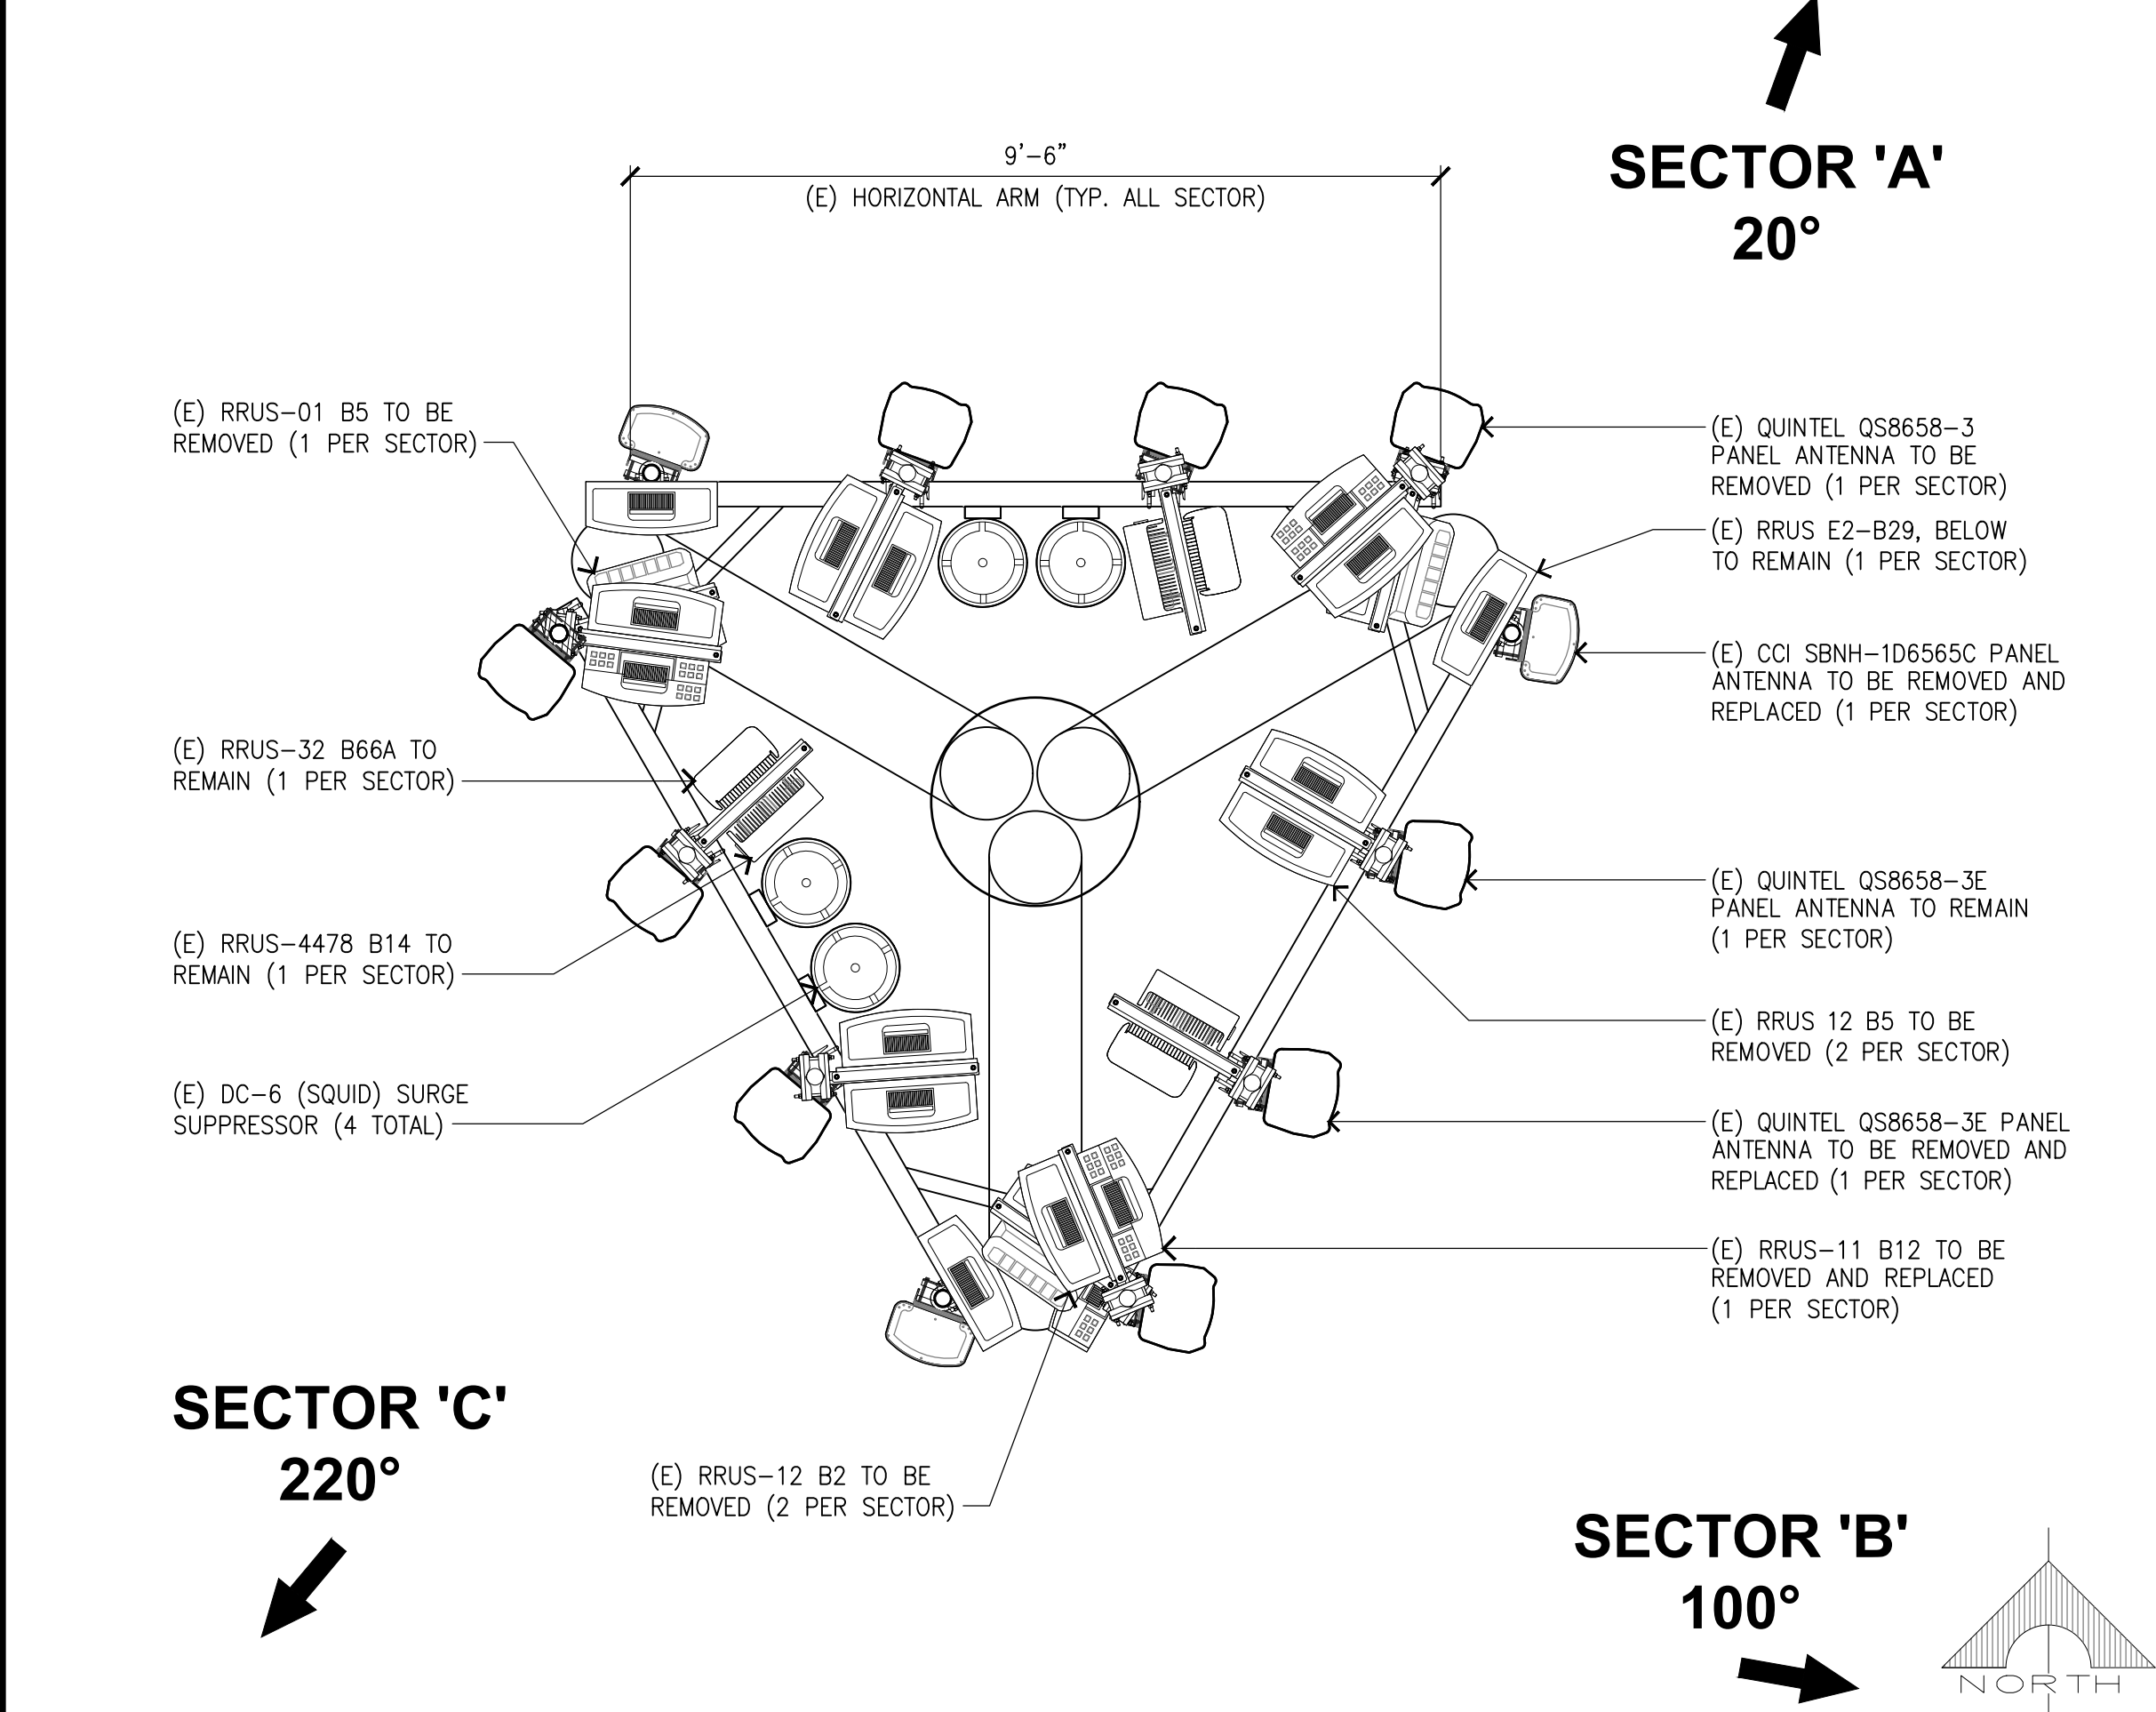 SECTOR 'A'
20°
9'-6"
(E) HORIZONTAL ARM (TYP. ALL SECTOR)
(E) RRUS-01 B5 TO BE
REMOVED (1 PER SECTOR)
(E) RRUS-32 B66A TO
REMAIN (1 PER SECTOR)
(E) RRUS-4478 B14 TO
REMAIN (1 PER SECTOR)
(E) DC-6 (SQUID) SURGE
SUPPRESSOR (4 TOTAL)
(E) QUINTEL QS8658-3
PANEL ANTENNA TO BE
REMOVED (1 PER SECTOR)
(E) RRUS E2-B29, BELOW
TO REMAIN (1 PER SECTOR)
(E) CCI SBNH-1D6565C PANEL
ANTENNA TO BE REMOVED AND
REPLACED (1 PER SECTOR)
(E) QUINTEL QS8658-3E
PANEL ANTENNA TO REMAIN
(1 PER SECTOR)
(E) RRUS 12 B5 TO BE
REMOVED (2 PER SECTOR)
(E) QUINTEL QS8658-3E PANEL
ANTENNA TO BE REMOVED AND
REPLACED (1 PER SECTOR)
(E) RRUS-11 B12 TO BE
REMOVED AND REPLACED
(1 PER SECTOR)
SECTOR 'C'
220°
(E) RRUS-12 B2 TO BE
REMOVED (2 PER SECTOR)
SECTOR 'B'
100°
NORTH